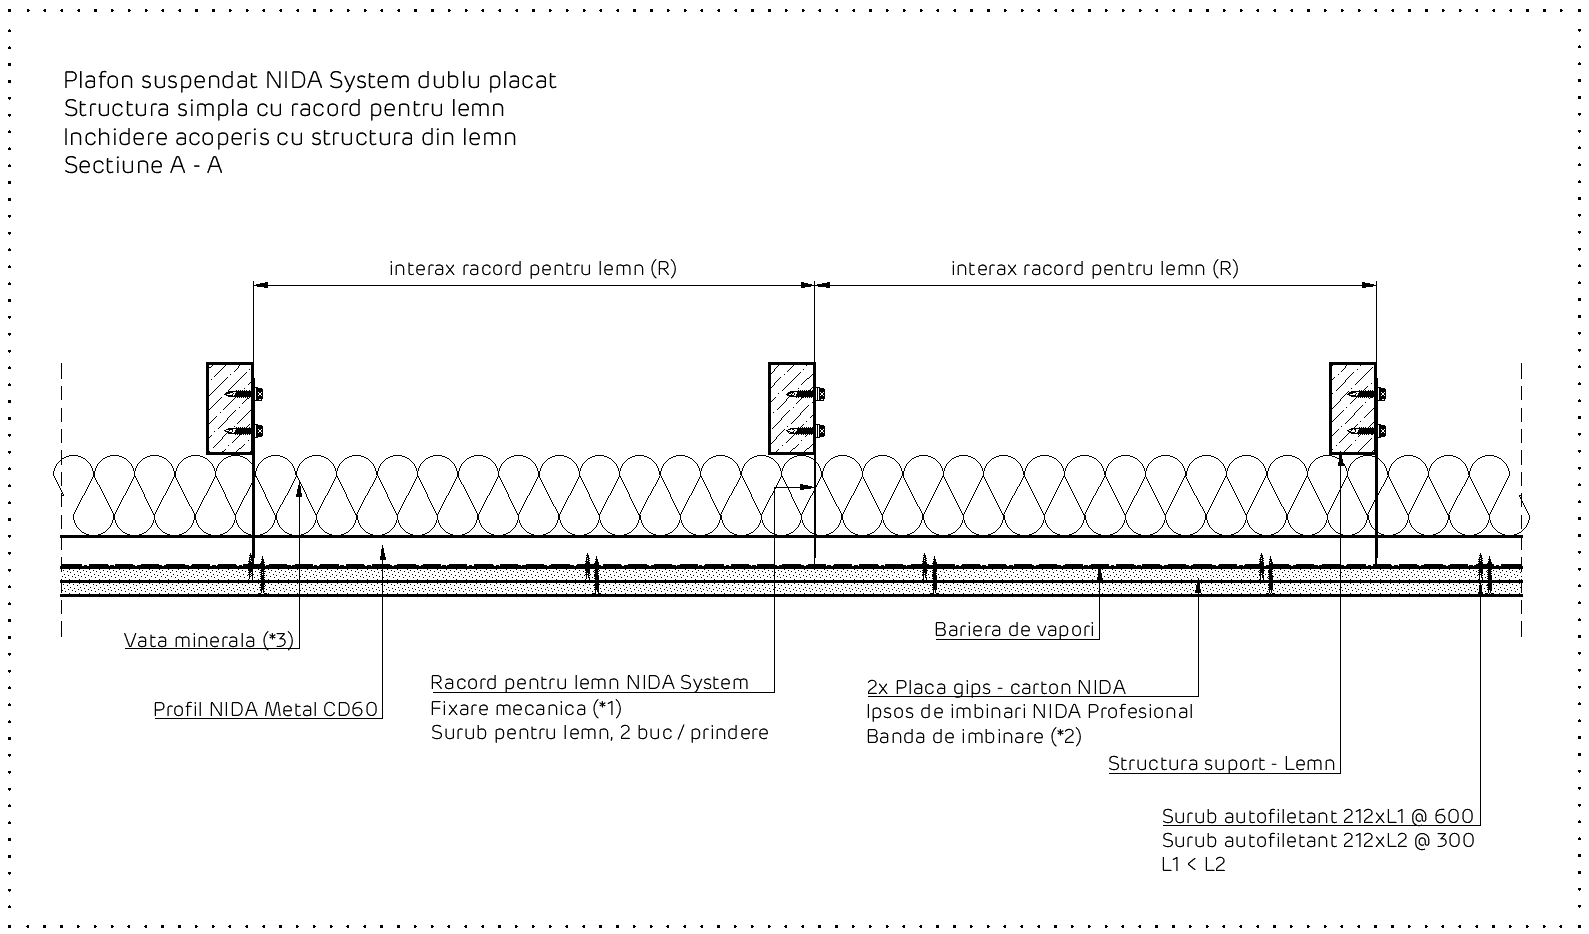 Plafon suspendat NIDA System dublu placat
Structura simpla cu racord pentru lemn
Inchidere acoperis cu structura din lemn
Sectiune A - A
interax racord pentru lemn (R)
interax racord pentru lemn (R)
Vata minerala (*3)
Profil NIDA Metal CD60
Racord pentru lemn NIDA System
Fixare mecanica (*1)
Surub pentru lemn, 2 buc / prindere
Bariera de vapori
2x Placa gips - carton NIDA
Ipsos de imbinari NIDA Profesional
Banda de imbinare (*2)
Structura suport - Lemn
Surub autofiletant 212xL1 @ 600
Surub autofiletant 212xL2 @ 300
L1 < L2